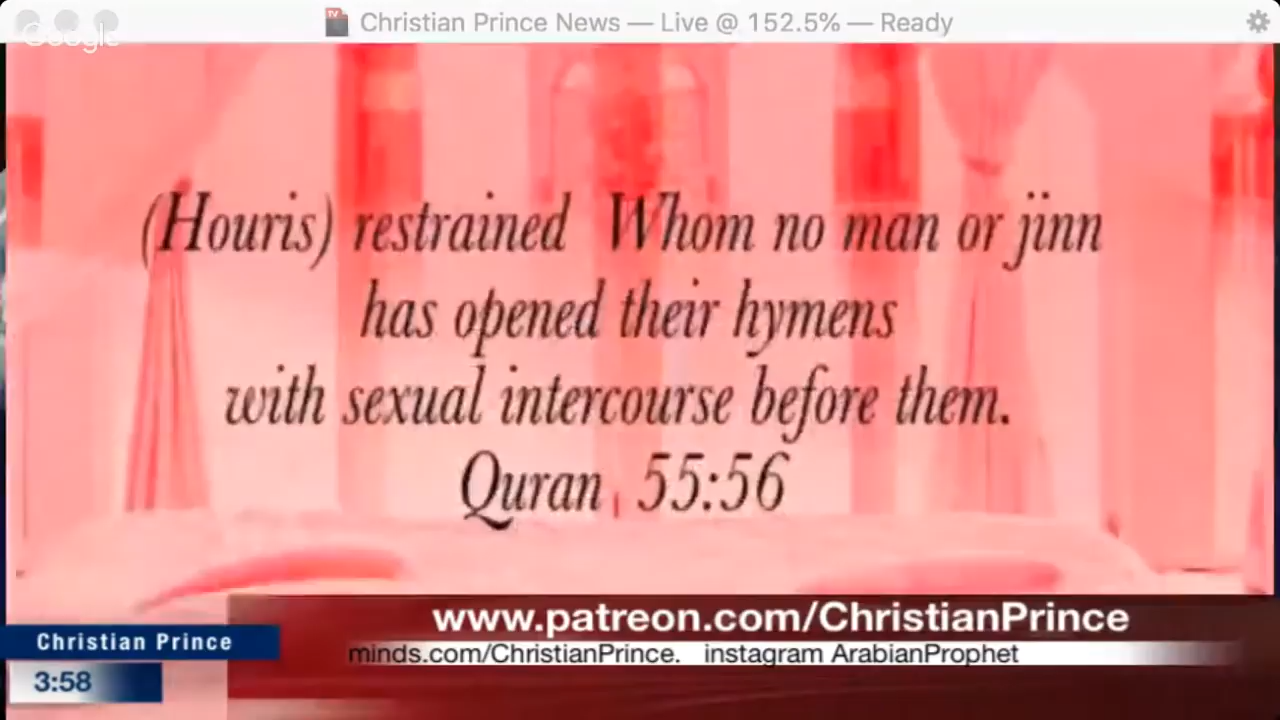 Christian Prince News — Live @ 152.5% — Ready
Google
(Houris) restrained Whom no man or jinn
has opened their hymens
with sexual intercourse before them.
Quran 55:56
www.patreon.com/ChristianPrince
Christian Prince
minds.com/ChristianPrince. instagram ArabianProphet
3:58